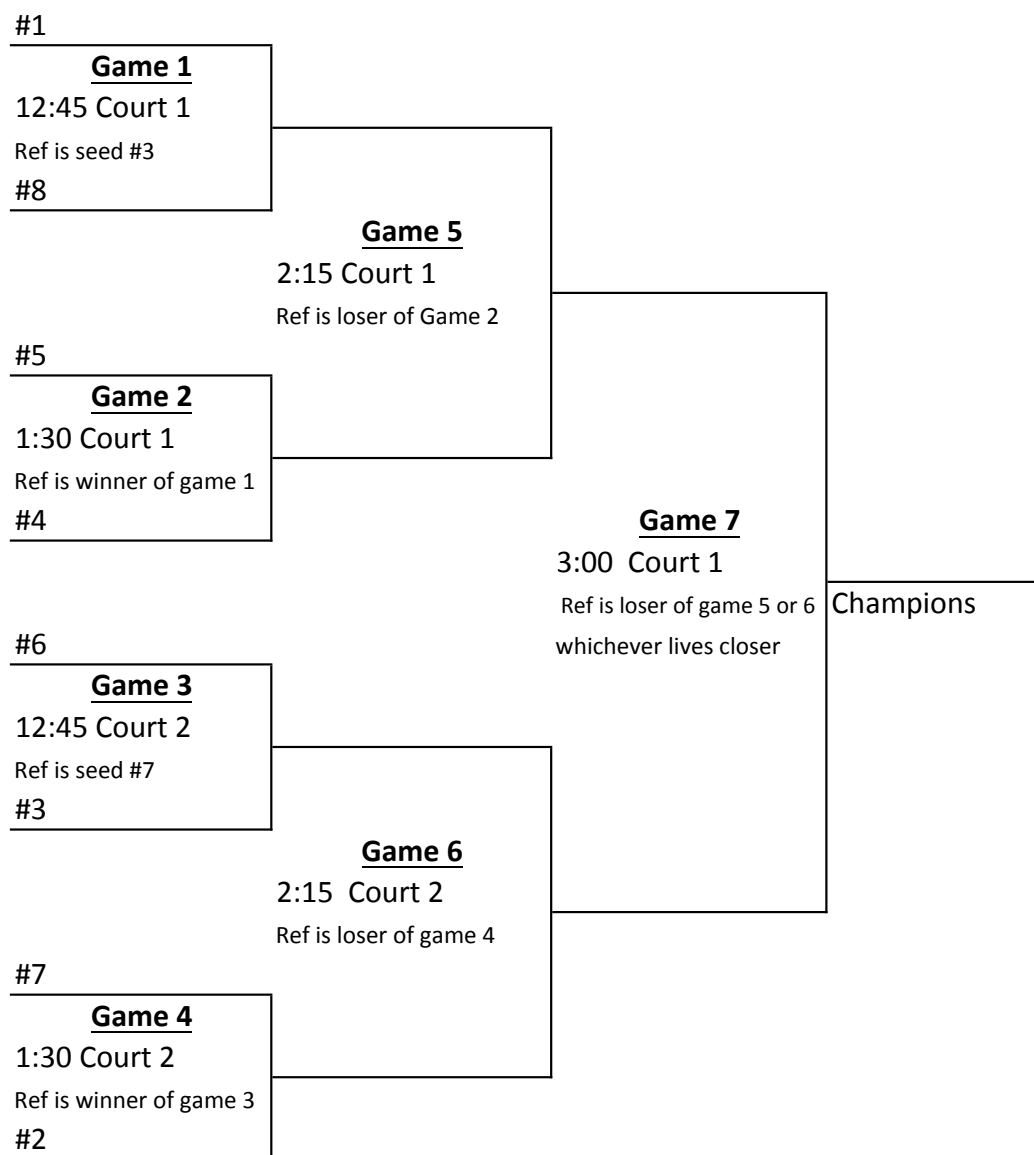 #1
Game 1
12:45 Court 1
Ref is seed #3
#8
Game 5
2:15 Court 1
Ref is loser of Game 2
#5
Game 2
1:30 Court 1
Ref is winner of game 1
#4
Game 7
3:00 Court 1
Ref is loser of game 5 or 6
whichever lives closer
Champions
#6
Game 3
12:45 Court 2
Ref is seed #7
#3
Game 6
2:15 Court 2
Ref is loser of game 4
#7
Game 4
1:30 Court 2
Ref is winner of game 3
#2